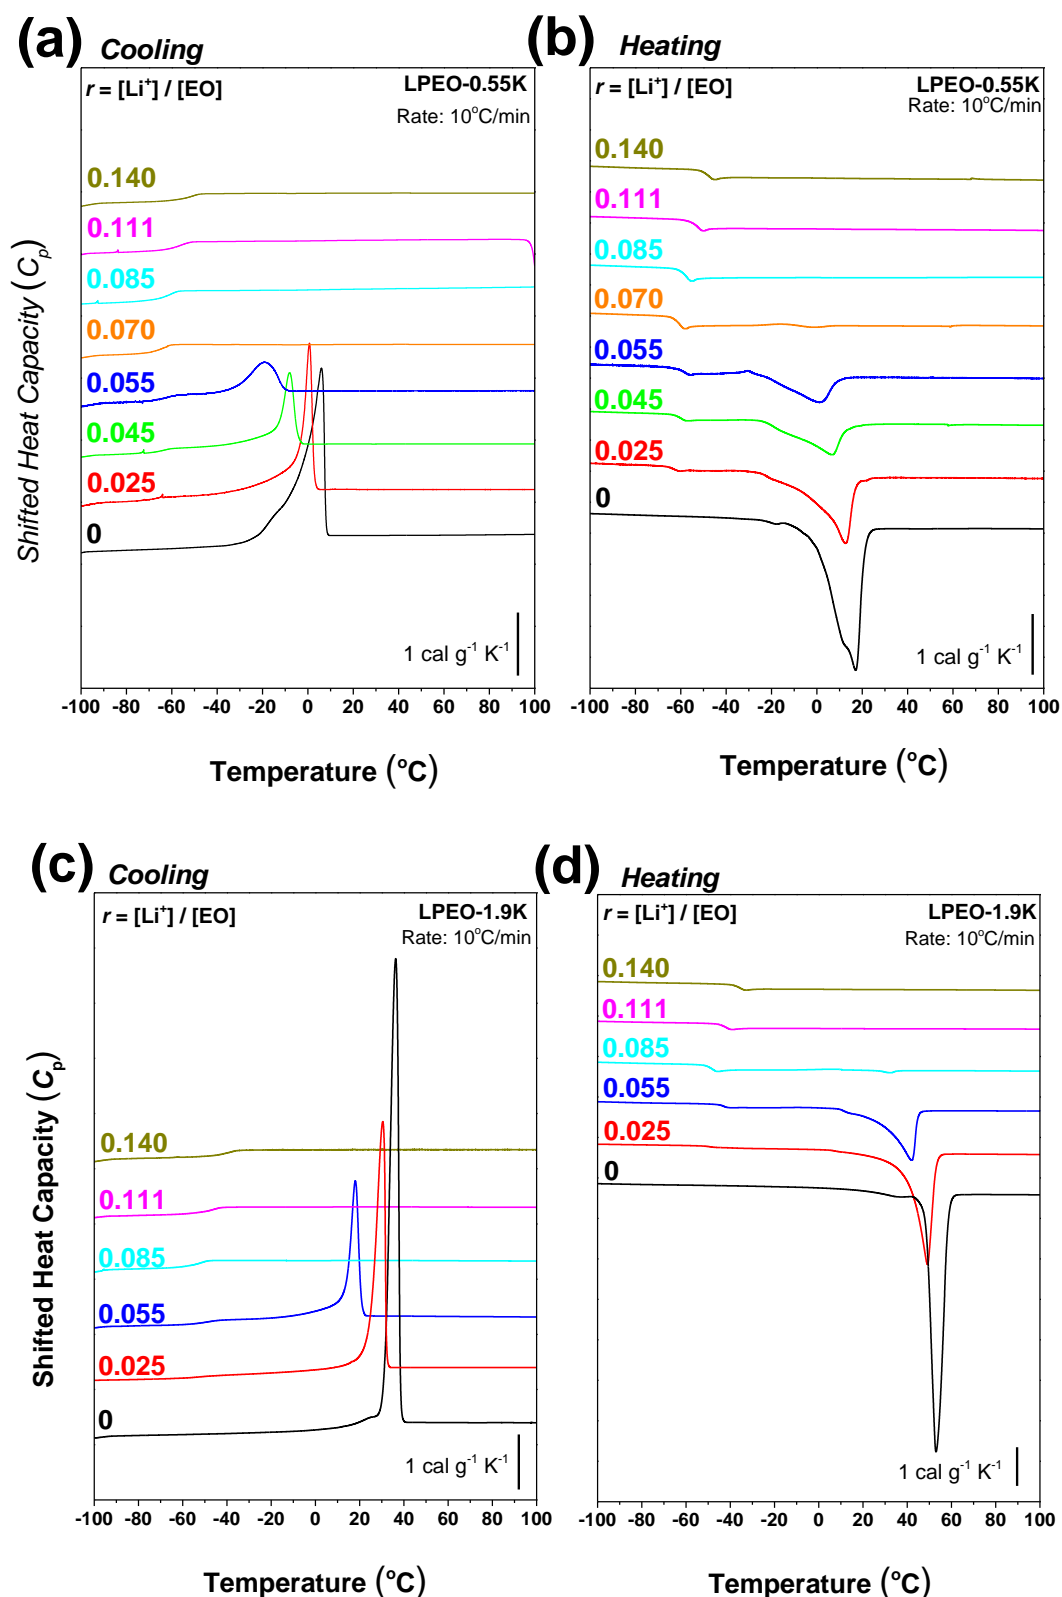 (a) Cooling
r = [Li⁺] / [EO] LPEO-0.55K
Rate: 10°C/min
0.140
0.111
0.085
0.070
0.055
0.045
0.025
0
1 cal g⁻¹ K⁻¹
Shifted Heat Capacity (Cₚ)
-100 -80 -60 -40 -20 0 20 40 60 80 100
Temperature (°C)
(b) Heating
r = [Li⁺] / [EO] LPEO-0.55K
Rate: 10°C/min
0.140
0.111
0.085
0.070
0.055
0.045
0.025
0
1 cal g⁻¹ K⁻¹
-100 -80 -60 -40 -20 0 20 40 60 80 100
Temperature (°C)
(c) Cooling
r = [Li⁺] / [EO] LPEO-1.9K
Rate: 10°C/min
0.140
0.111
0.085
0.055
0.025
0
1 cal g⁻¹ K⁻¹
Shifted Heat Capacity (Cₚ)
-100 -80 -60 -40 -20 0 20 40 60 80 100
Temperature (°C)
(d) Heating
r = [Li⁺] / [EO] LPEO-1.9K
Rate: 10°C/min
0.140
0.111
0.085
0.055
0.025
0
1 cal g⁻¹ K⁻¹
-100 -80 -60 -40 -20 0 20 40 60 80 100
Temperature (°C)